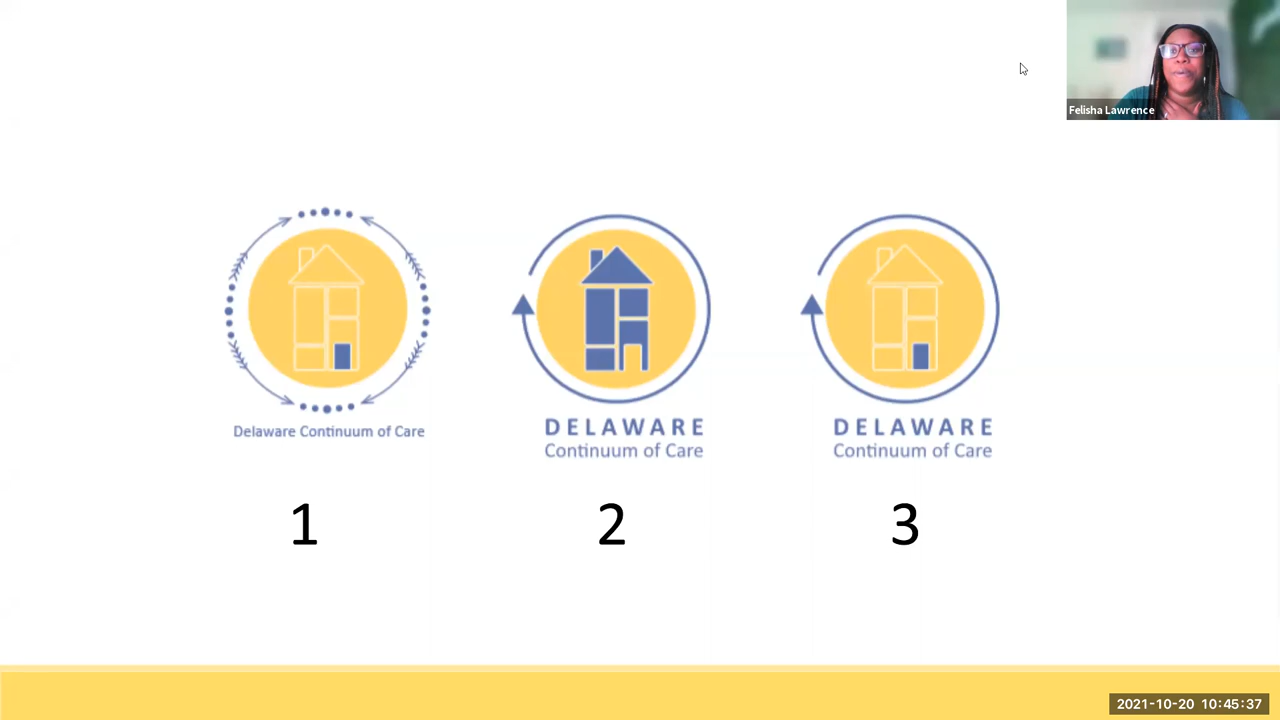 Felisha Lawrence
Delaware Continuum of Care
DELAWARE
Continuum of Care
DELAWARE
Continuum of Care
1
2
3
2021-10-20 10:45:37